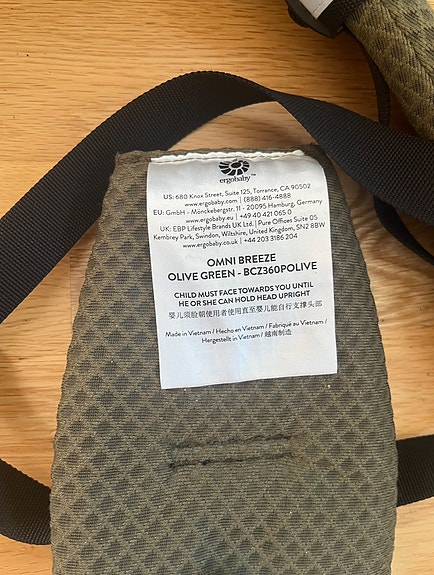 ergobaby™
US: 680 Knox Street, Suite 125, Torrance, CA 90502
www.ergobaby.com | (888) 416-4888
EU: GmbH - Mönckebergstr. 11 - 20095 Hamburg, Germany
www.ergobaby.eu | +49 40 421 065 0
UK: EBP Lifestyle Brands UK Ltd. | Pure Offices Suite 05
Kembrey Park, Swindon, Wiltshire, United Kingdom, SN2 8BW
www.ergobaby.co.uk | +44 203 3186 204
OMNI BREEZE
OLIVE GREEN - BCZ360POLIVE
CHILD MUST FACE TOWARDS YOU UNTIL
HE OR SHE CAN HOLD HEAD UPRIGHT
婴儿须脸朝使用者使用直至婴儿能自行支撑头部
Made in Vietnam / Hecho en Vietnam / Fabriqué au Vietnam /
Hergestellt in Vietnam / 越南制造